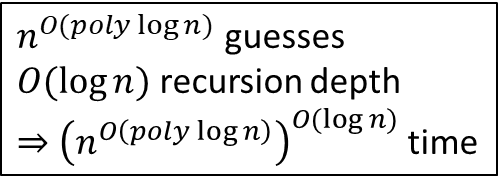 n^{O(poly log n)} guesses
O(log n) recursion depth
⇒ (n^{O(poly log n)})^{O(log n)} time